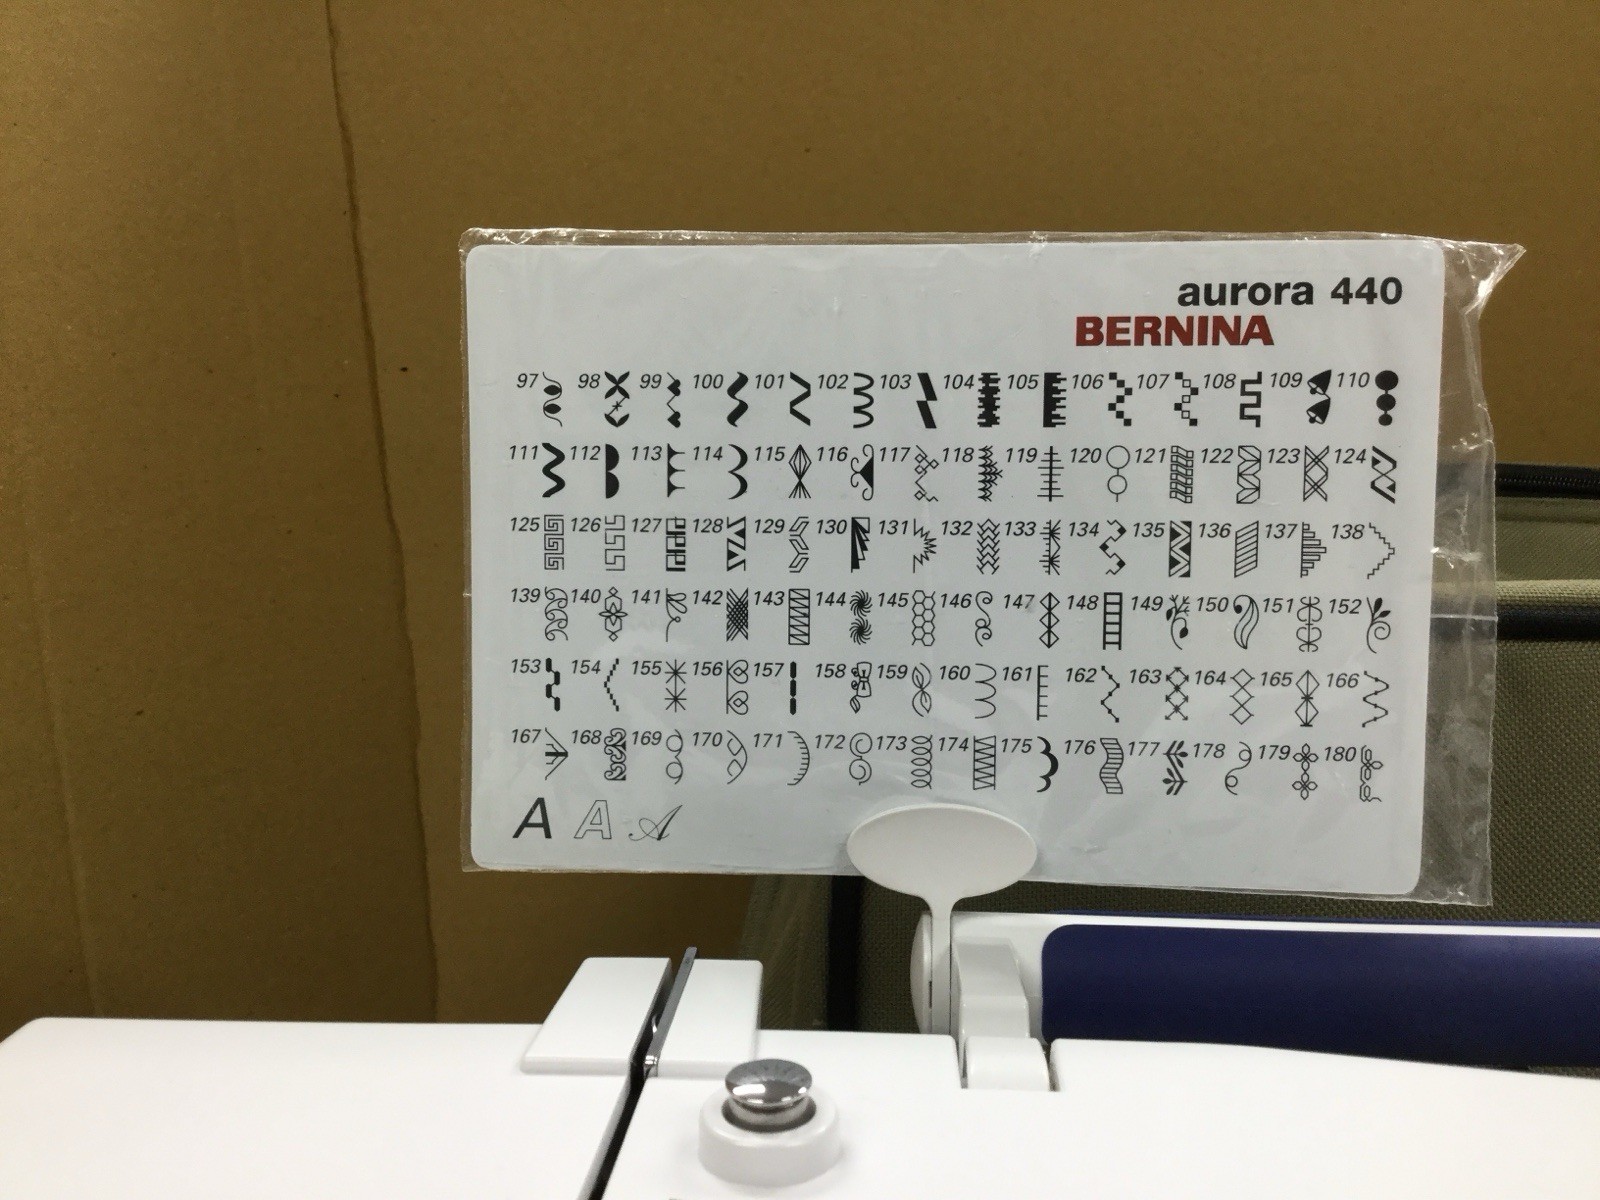 aurora 440
BERNINA
97 98 99 100 101 102 103 104 105 106 107 108 109 110
111 112 113 114 115 116 117 118 119 120 121 122 123 124
125 126 127 128 129 130 131 132 133 134 135 136 137 138
139 140 141 142 143 144 145 146 147 148 149 150 151 152
153 154 155 156 157 158 159 160 161 162 163 164 165 166
167 168 169 170 171 172 173 174 175 176 177 178 179 180
A A A